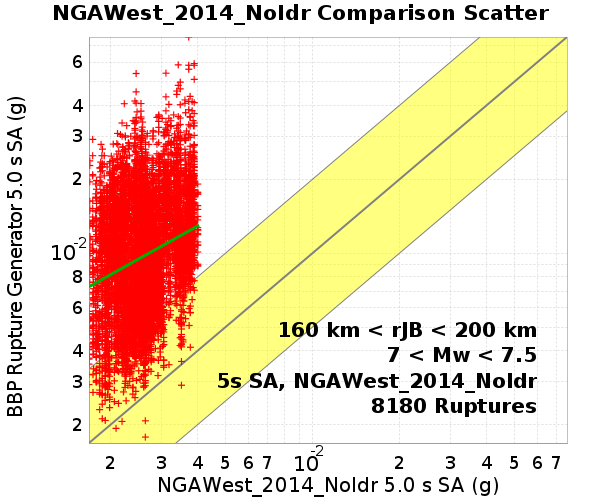 NGAWest_2014_NoIdr Comparison Scatter
BBP Rupture Generator 5.0 s SA (g)
6
4
3
2
10-2
8
6
4
3
2
160 km < rJB < 200 km
7 < Mw < 7.5
5s SA, NGAWest_2014_NoIdr
8180 Ruptures
2 3 4 5 6 7 10-2 2 3 4 5 6 7
NGAWest_2014_NoIdr 5.0 s SA (g)